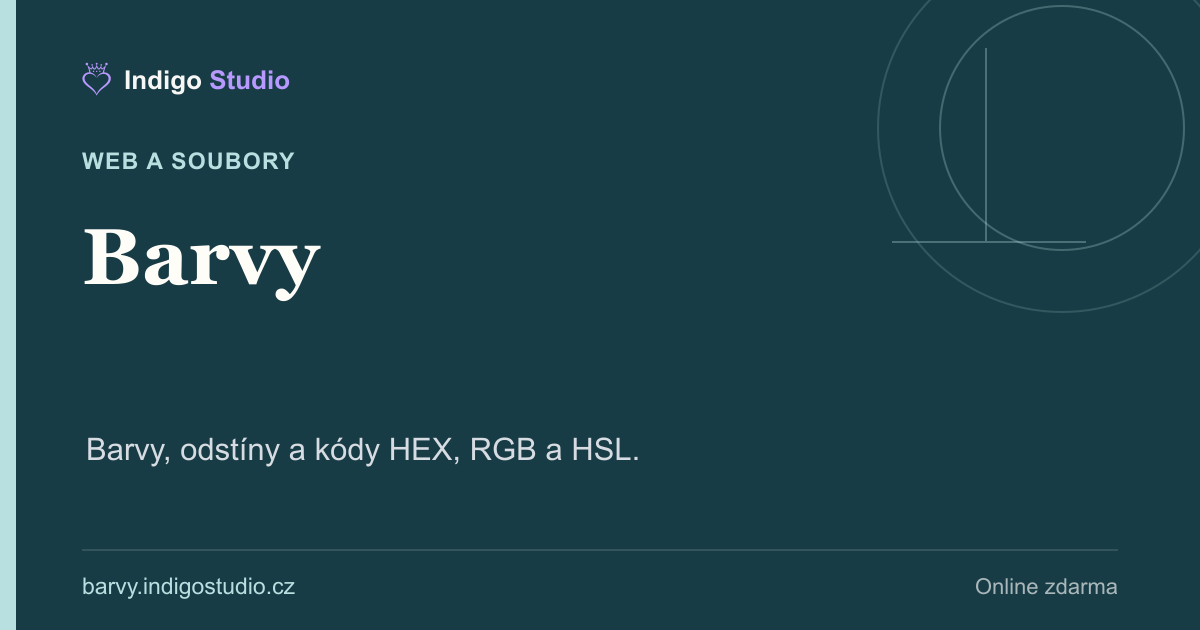 Indigo Studio
WEB A SOUBORY
Barvy
Barvy, odstíny a kódy HEX, RGB a HSL.
barvy.indigostudio.cz
Online zdarma